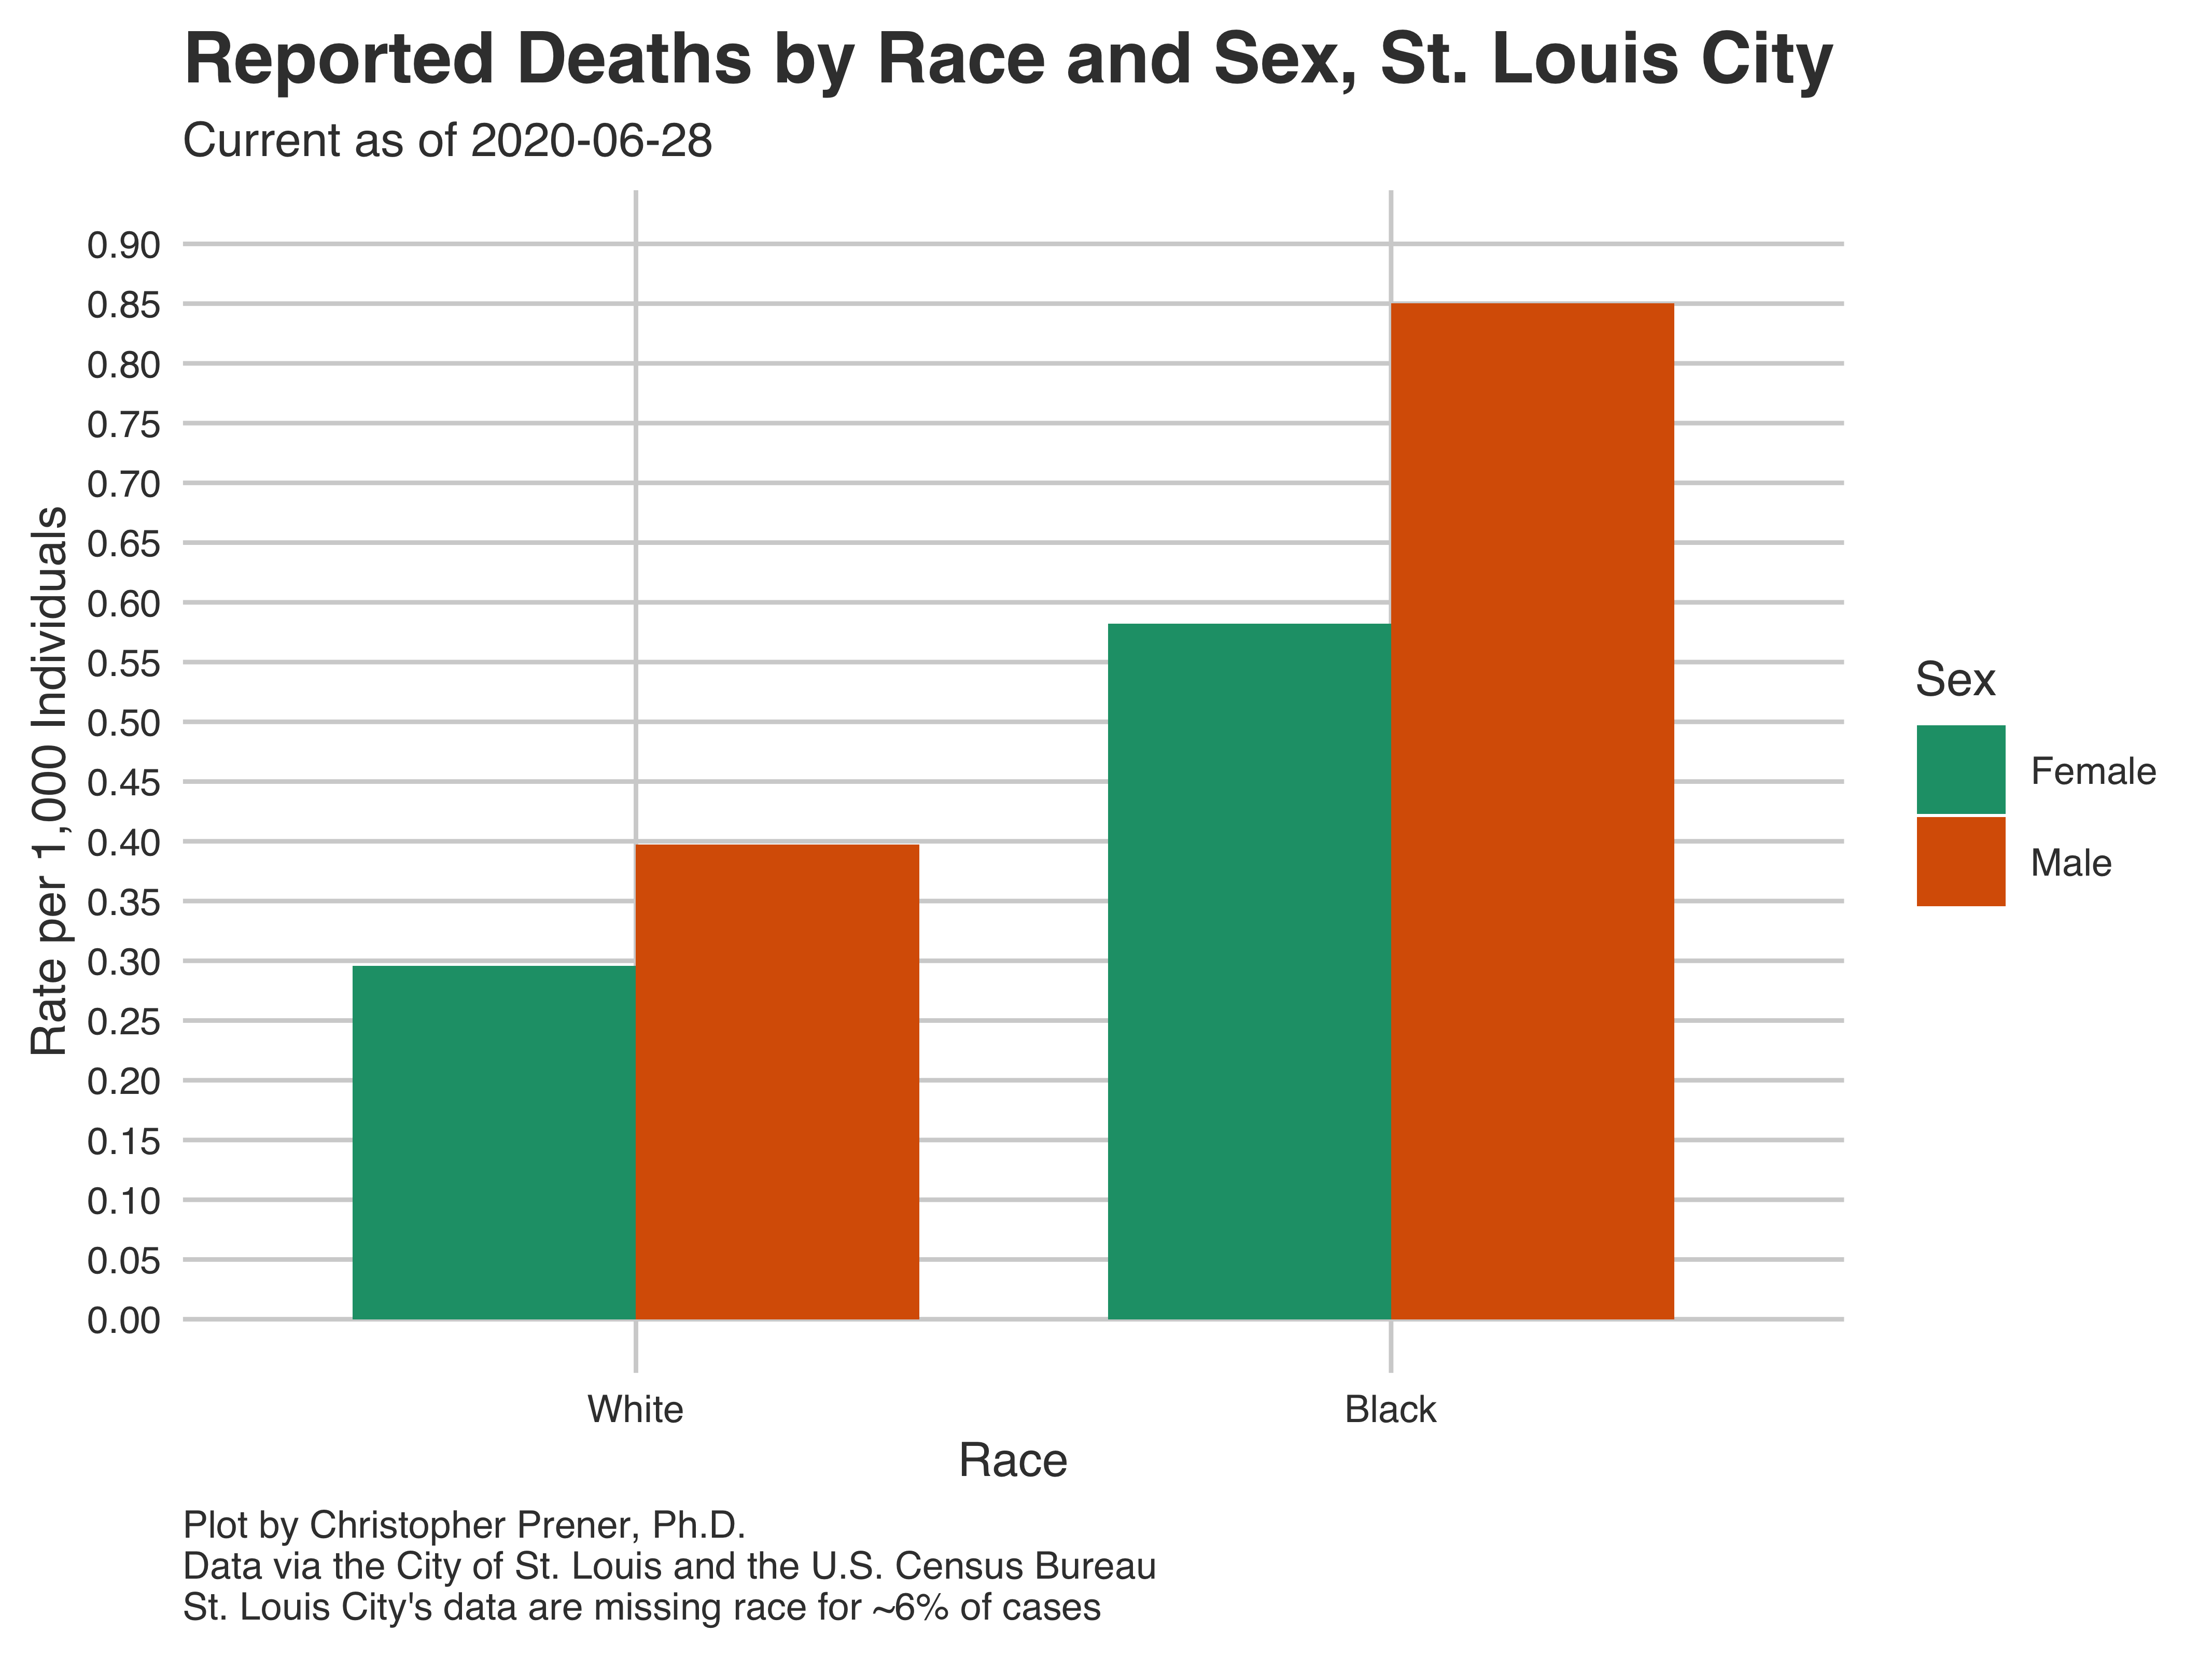 Reported Deaths by Race and Sex, St. Louis City
Current as of 2020-06-28
Rate per 1,000 Individuals
0.90
0.85
0.80
0.75
0.70
0.65
0.60
0.55
0.50
0.45
0.40
0.35
0.30
0.25
0.20
0.15
0.10
0.05
0.00
White
Black
Race
Sex
Female
Male
Plot by Christopher Prener, Ph.D.
Data via the City of St. Louis and the U.S. Census Bureau
St. Louis City's data are missing race for ~6% of cases